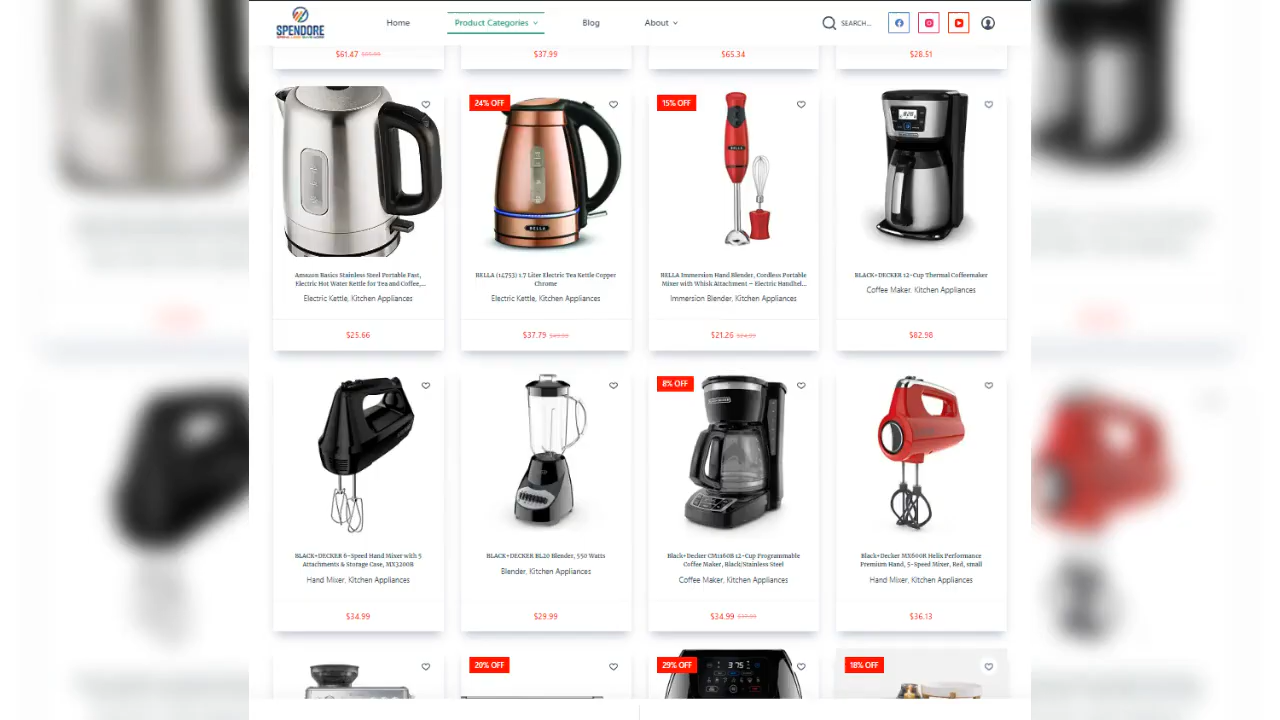 SPENDORE
Home
Product Categories
Blog
About
SEARCH...
$61.47
$37.99
$65.34
$28.51
24% OFF
15% OFF
BELLA
BELLA
Amazon Basics Stainless Steel Portable Fast,
Electric Hot Water Kettle for Tea and Coffee,...
Electric Kettle, Kitchen Appliances
BELLA (14753) 1.7 Liter Electric Tea Kettle Copper
Chrome
Electric Kettle, Kitchen Appliances
BELLA Immersion Hand Blender, Cordless Portable
Mixer with Whisk Attachment – Electric Handhel...
Immersion Blender, Kitchen Appliances
BLACK+DECKER 12-Cup Thermal Coffeemaker
Coffee Maker, Kitchen Appliances
$25.66
$37.79
$21.26
$82.98
8% OFF
BLACK+DECKER 6-Speed Hand Mixer with 5
Attachments & Storage Case, MX3200B
Hand Mixer, Kitchen Appliances
BLACK+DECKER BL20 Blender, 550 Watts
Blender, Kitchen Appliances
Black+Decker CM1160B 12-Cup Programmable
Coffee Maker, Black/Stainless Steel
Coffee Maker, Kitchen Appliances
Black+Decker MX600R Helix Performance
Premium Hand, 5-Speed Mixer, Red, small
Hand Mixer, Kitchen Appliances
$34.99
$29.99
$34.99
$36.13
20% OFF
29% OFF
18% OFF
375